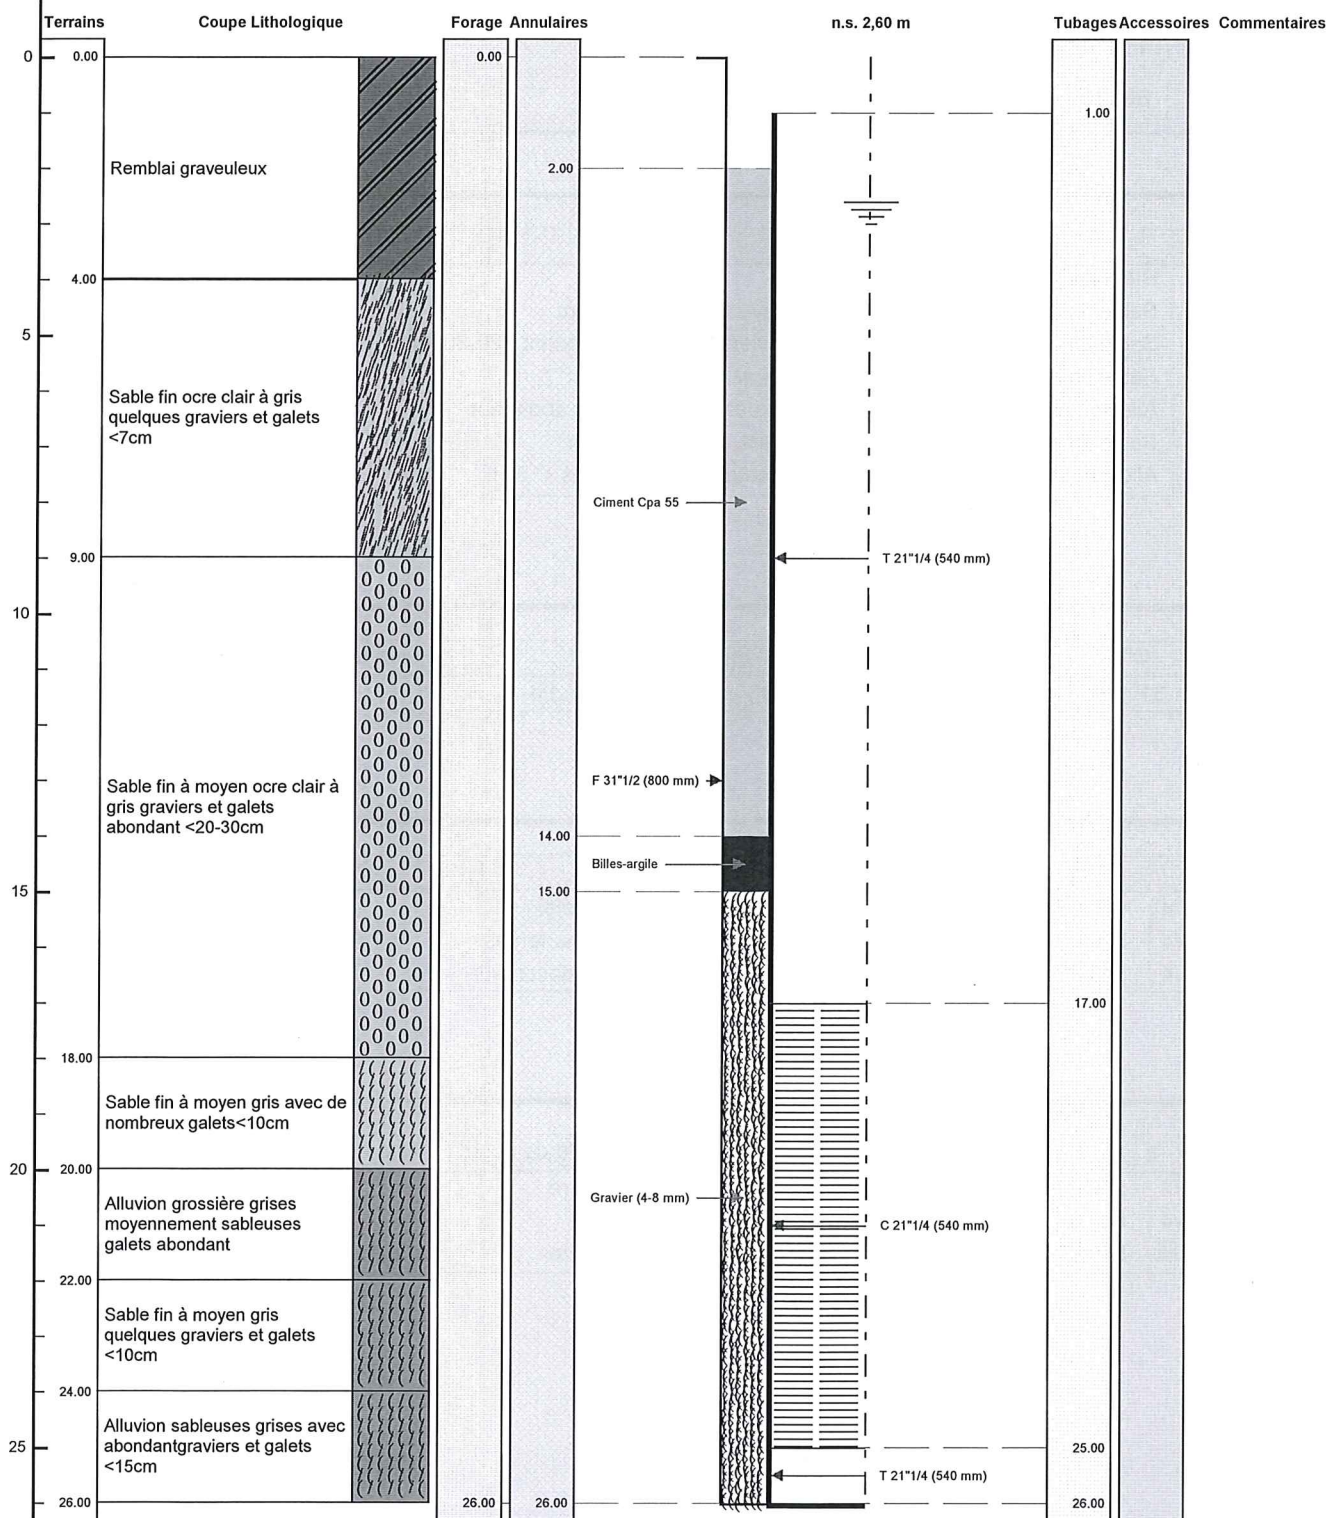 Terrains Coupe Lithologique Forage Annulaires n.s. 2,60 m Tubages Accessoires Commentaires
0 0.00 0.00
1.00
Remblai graveuleux 2.00
4.00
5
Sable fin ocre clair à gris
quelques graviers et galets
<7cm
Ciment Cpa 55
9.00 T 21"1/4 (540 mm)
10
F 31"1/2 (800 mm)
Sable fin à moyen ocre clair à
gris graviers et galets
abondant <20-30cm
14.00
Billes-argile
15 15.00
17.00
18.00
Sable fin à moyen gris avec de
nombreux galets<10cm
20 20.00
Alluvion grossière grises
moyennement sableuses
galets abondant
Gravier (4-8 mm)
C 21"1/4 (540 mm)
22.00
Sable fin à moyen gris
quelques graviers et galets
<10cm
24.00
Alluvion sableuses grises avec
abondantgraviers et galets
<15cm
25 25.00
T 21"1/4 (540 mm)
26.00 26.00 26.00 26.00